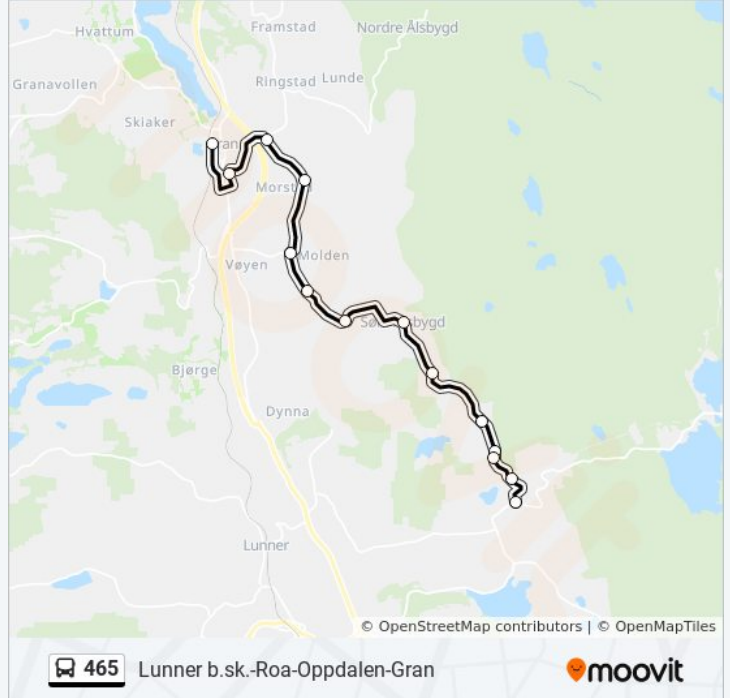 Hvattum
Framstad
Nordre Ålsbygd
Granavollen
Ringstad
Lunde
Skiaker
Molden
Vøyen
Bjørge
Dynna
Lunner
© OpenStreetMap contributors | © OpenMapTiles
465 Lunner b.sk.-Roa-Oppdalen-Gran
moovit